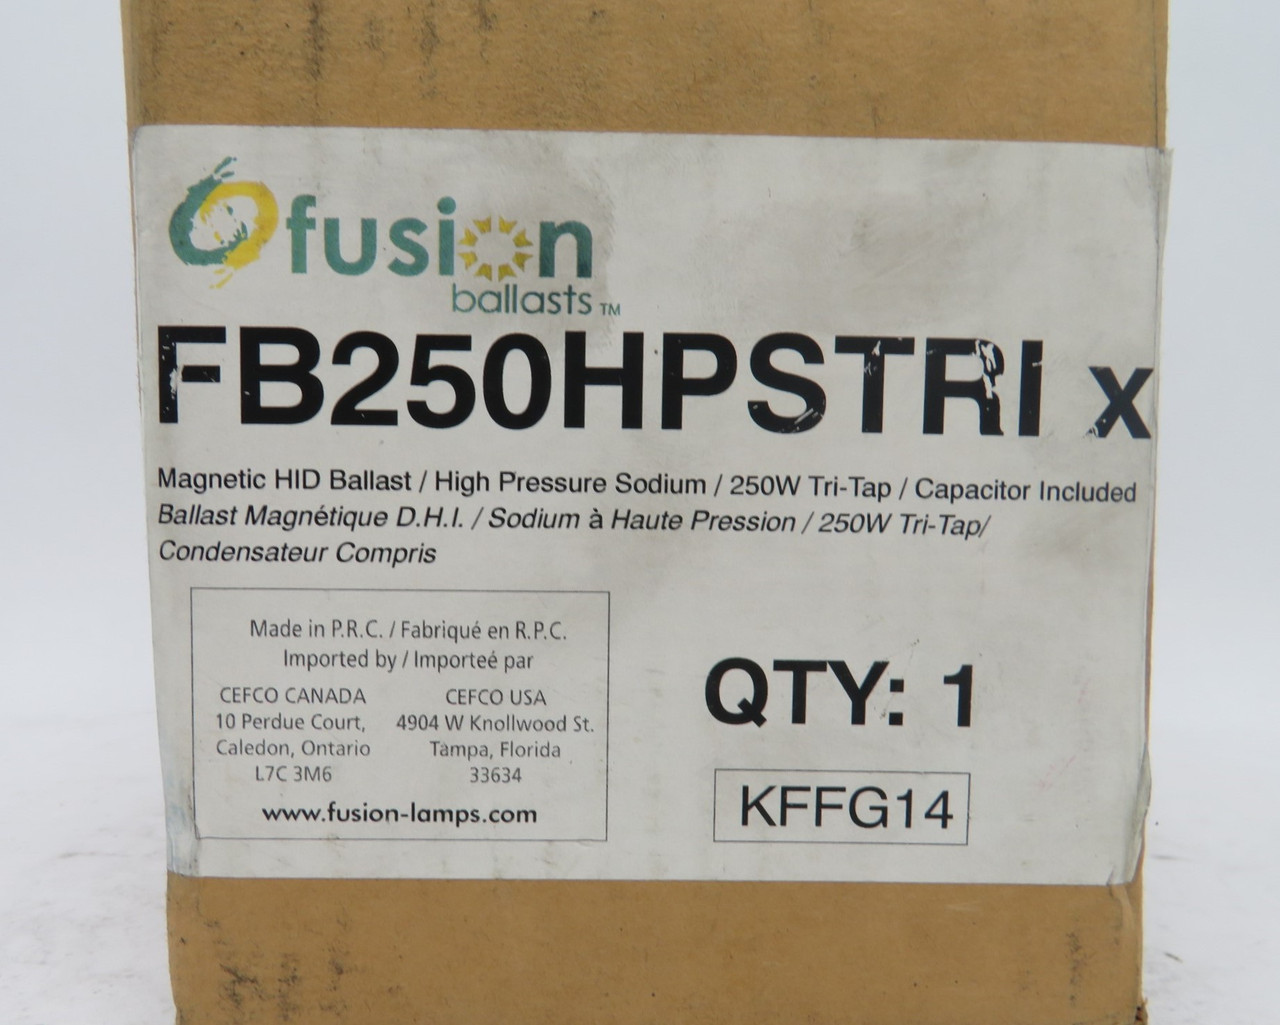 fusion
ballasts TM
FB250HPSTRI x
Magnetic HID Ballast / High Pressure Sodium / 250W Tri-Tap / Capacitor Included
Ballast Magnétique D.H.I. / Sodium à Haute Pression / 250W Tri-Tap/
Condensateur Compris
Made in P.R.C. / Fabriqué en R.P.C.
Imported by / Importeé par
CEFCO CANADA
10 Perdue Court,
Caledon, Ontario
L7C 3M6
CEFCO USA
4904 W Knollwood St.
Tampa, Florida
33634
www.fusion-lamps.com
QTY: 1
KFFG14